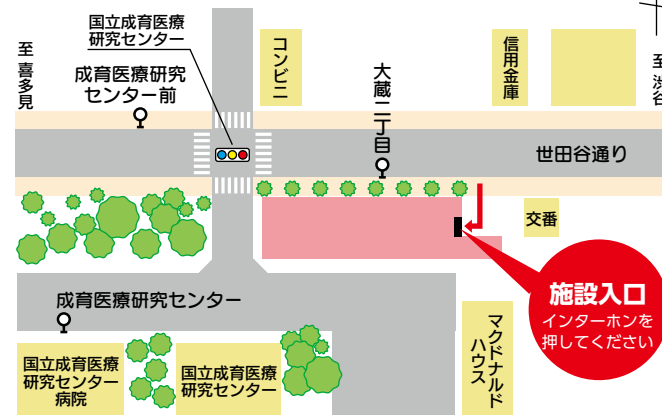 国立成育医療
研究センター
至 喜多見
成育医療研究
センター前
コンビニ
大蔵二丁目
信用金庫
至 渋谷
世田谷通り
交番
施設入口
インターホンを
押してください
成育医療研究センター
国立成育医療
研究センター
病院
国立成育医療
研究センター
マクドナルド
ハウス